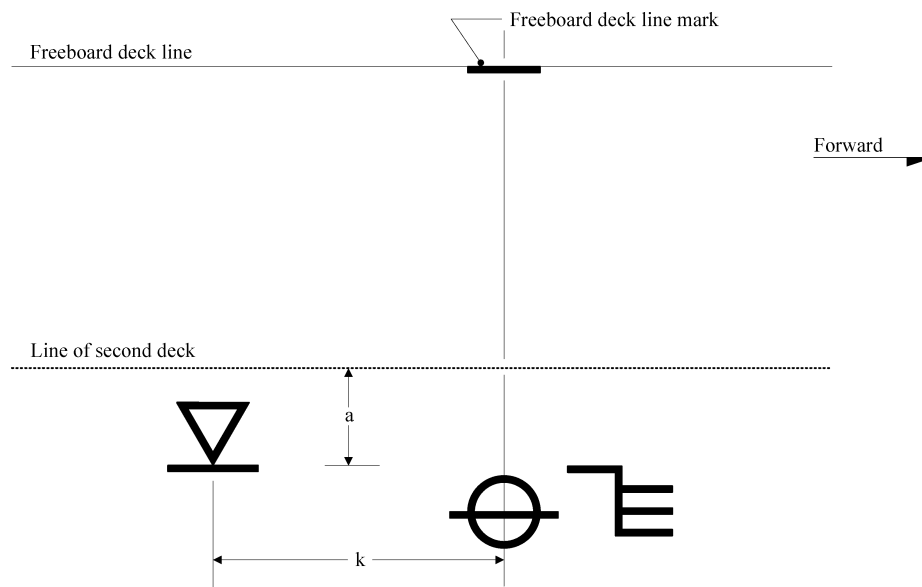 Freeboard deck line mark
Freeboard deck line
Forward
Line of second deck
a
k